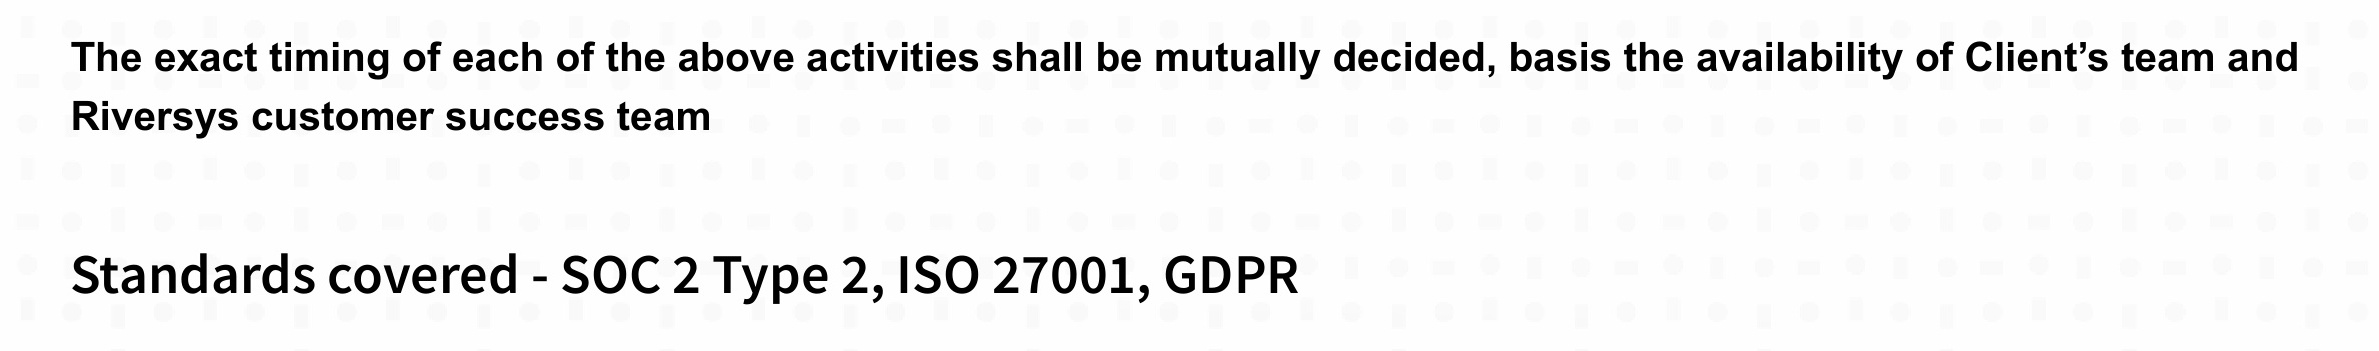 The exact timing of each of the above activities shall be mutually decided, basis the availability of Client’s team and
Riversys customer success team
Standards covered - SOC 2 Type 2, ISO 27001, GDPR